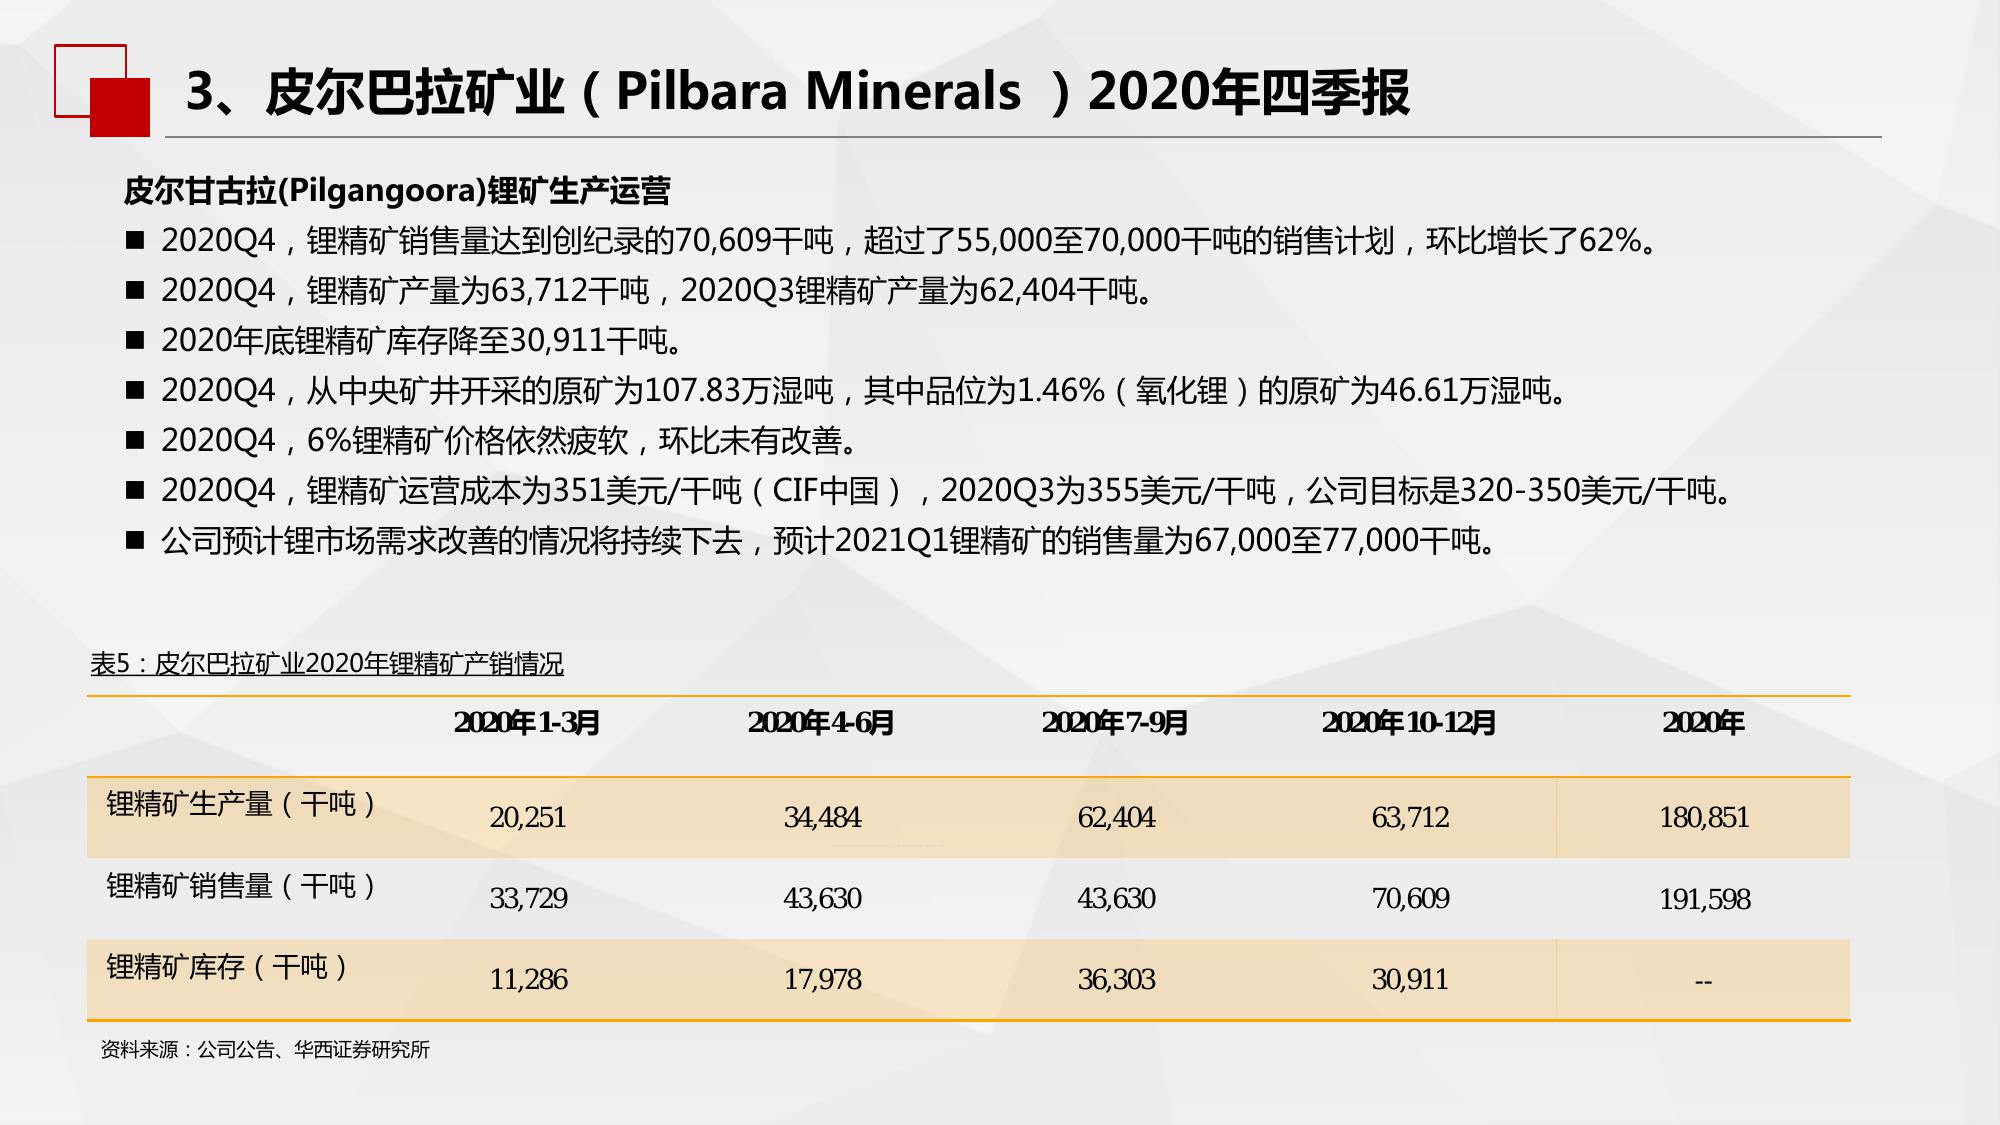 3、皮尔巴拉矿业（Pilbara Minerals ）2020年四季报
皮尔甘古拉(Pilgangoora)锂矿生产运营
■ 2020Q4，锂精矿销售量达到创纪录的70,609干吨，超过了55,000至70,000干吨的销售计划，环比增长了62%。
■ 2020Q4，锂精矿产量为63,712干吨，2020Q3锂精矿产量为62,404干吨。
■ 2020年底锂精矿库存降至30,911干吨。
■ 2020Q4，从中央矿井开采的原矿为107.83万湿吨，其中品位为1.46%（氧化锂）的原矿为46.61万湿吨。
■ 2020Q4，6%锂精矿价格依然疲软，环比未有改善。
■ 2020Q4，锂精矿运营成本为351美元/干吨（CIF中国），2020Q3为355美元/干吨，公司目标是320-350美元/干吨。
■ 公司预计锂市场需求改善的情况将持续下去，预计2021Q1锂精矿的销售量为67,000至77,000干吨。
表5：皮尔巴拉矿业2020年锂精矿产销情况
2020年1-3月 2020年4-6月 2020年7-9月 2020年10-12月 2020年
锂精矿生产量（干吨） 20,251 34,484 62,404 63,712 180,851
锂精矿销售量（干吨） 33,729 43,630 43,630 70,609 191,598
锂精矿库存（干吨） 11,286 17,978 36,303 30,911 --
资料来源：公司公告、华西证券研究所